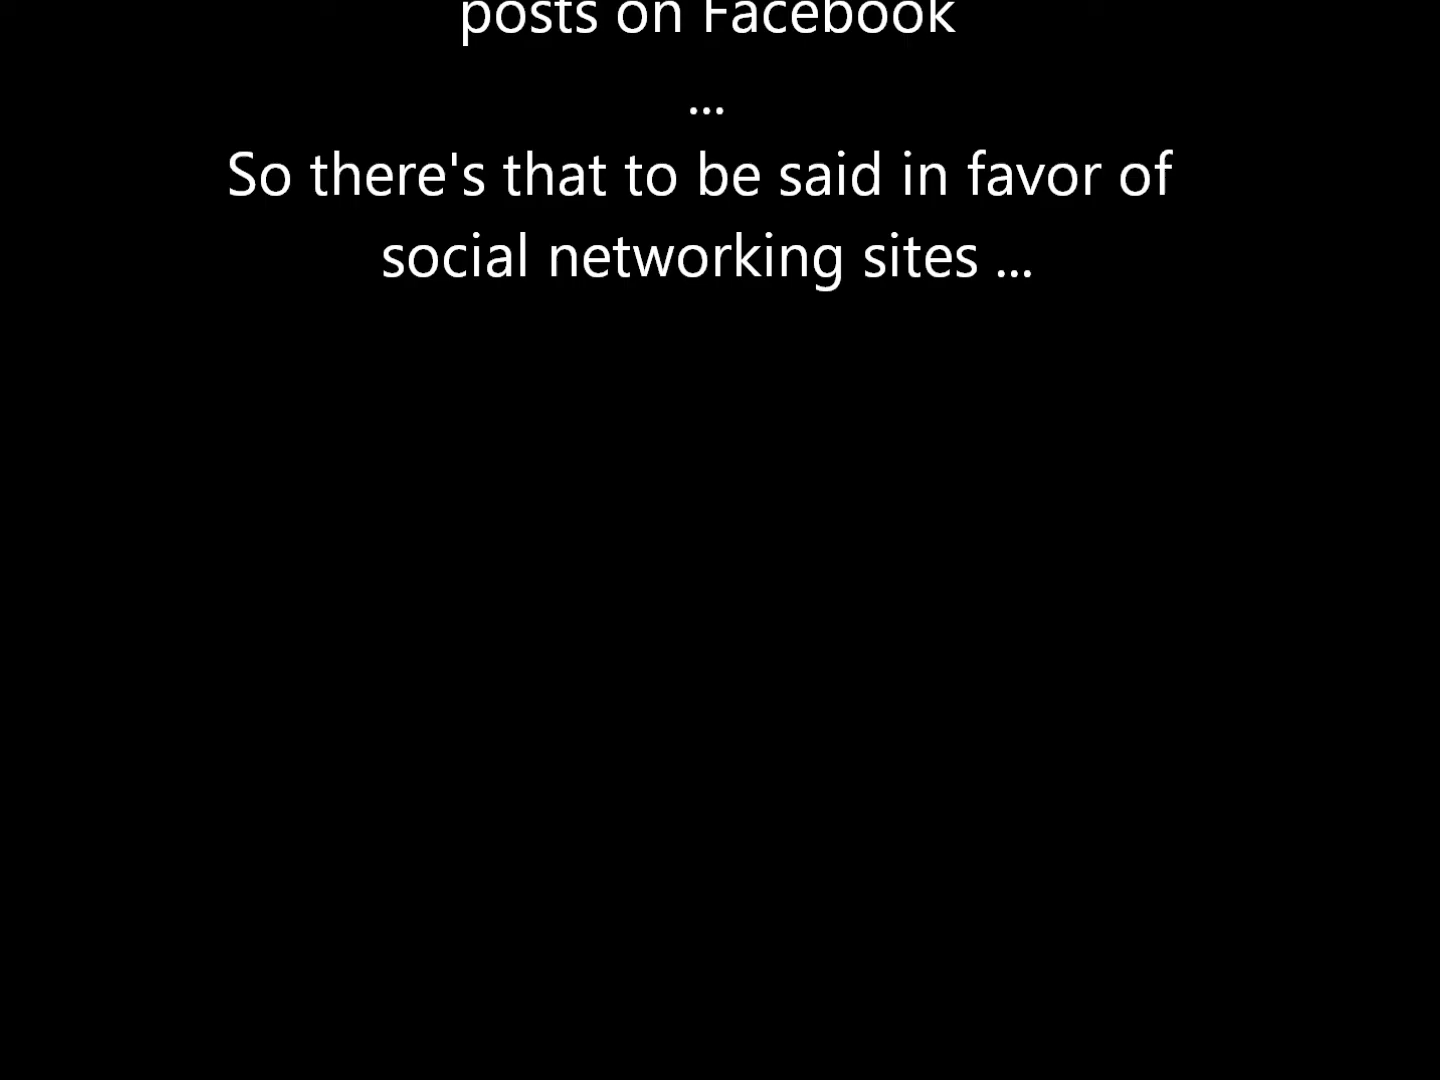 posts on Facebook
...
So there's that to be said in favor of
social networking sites ...